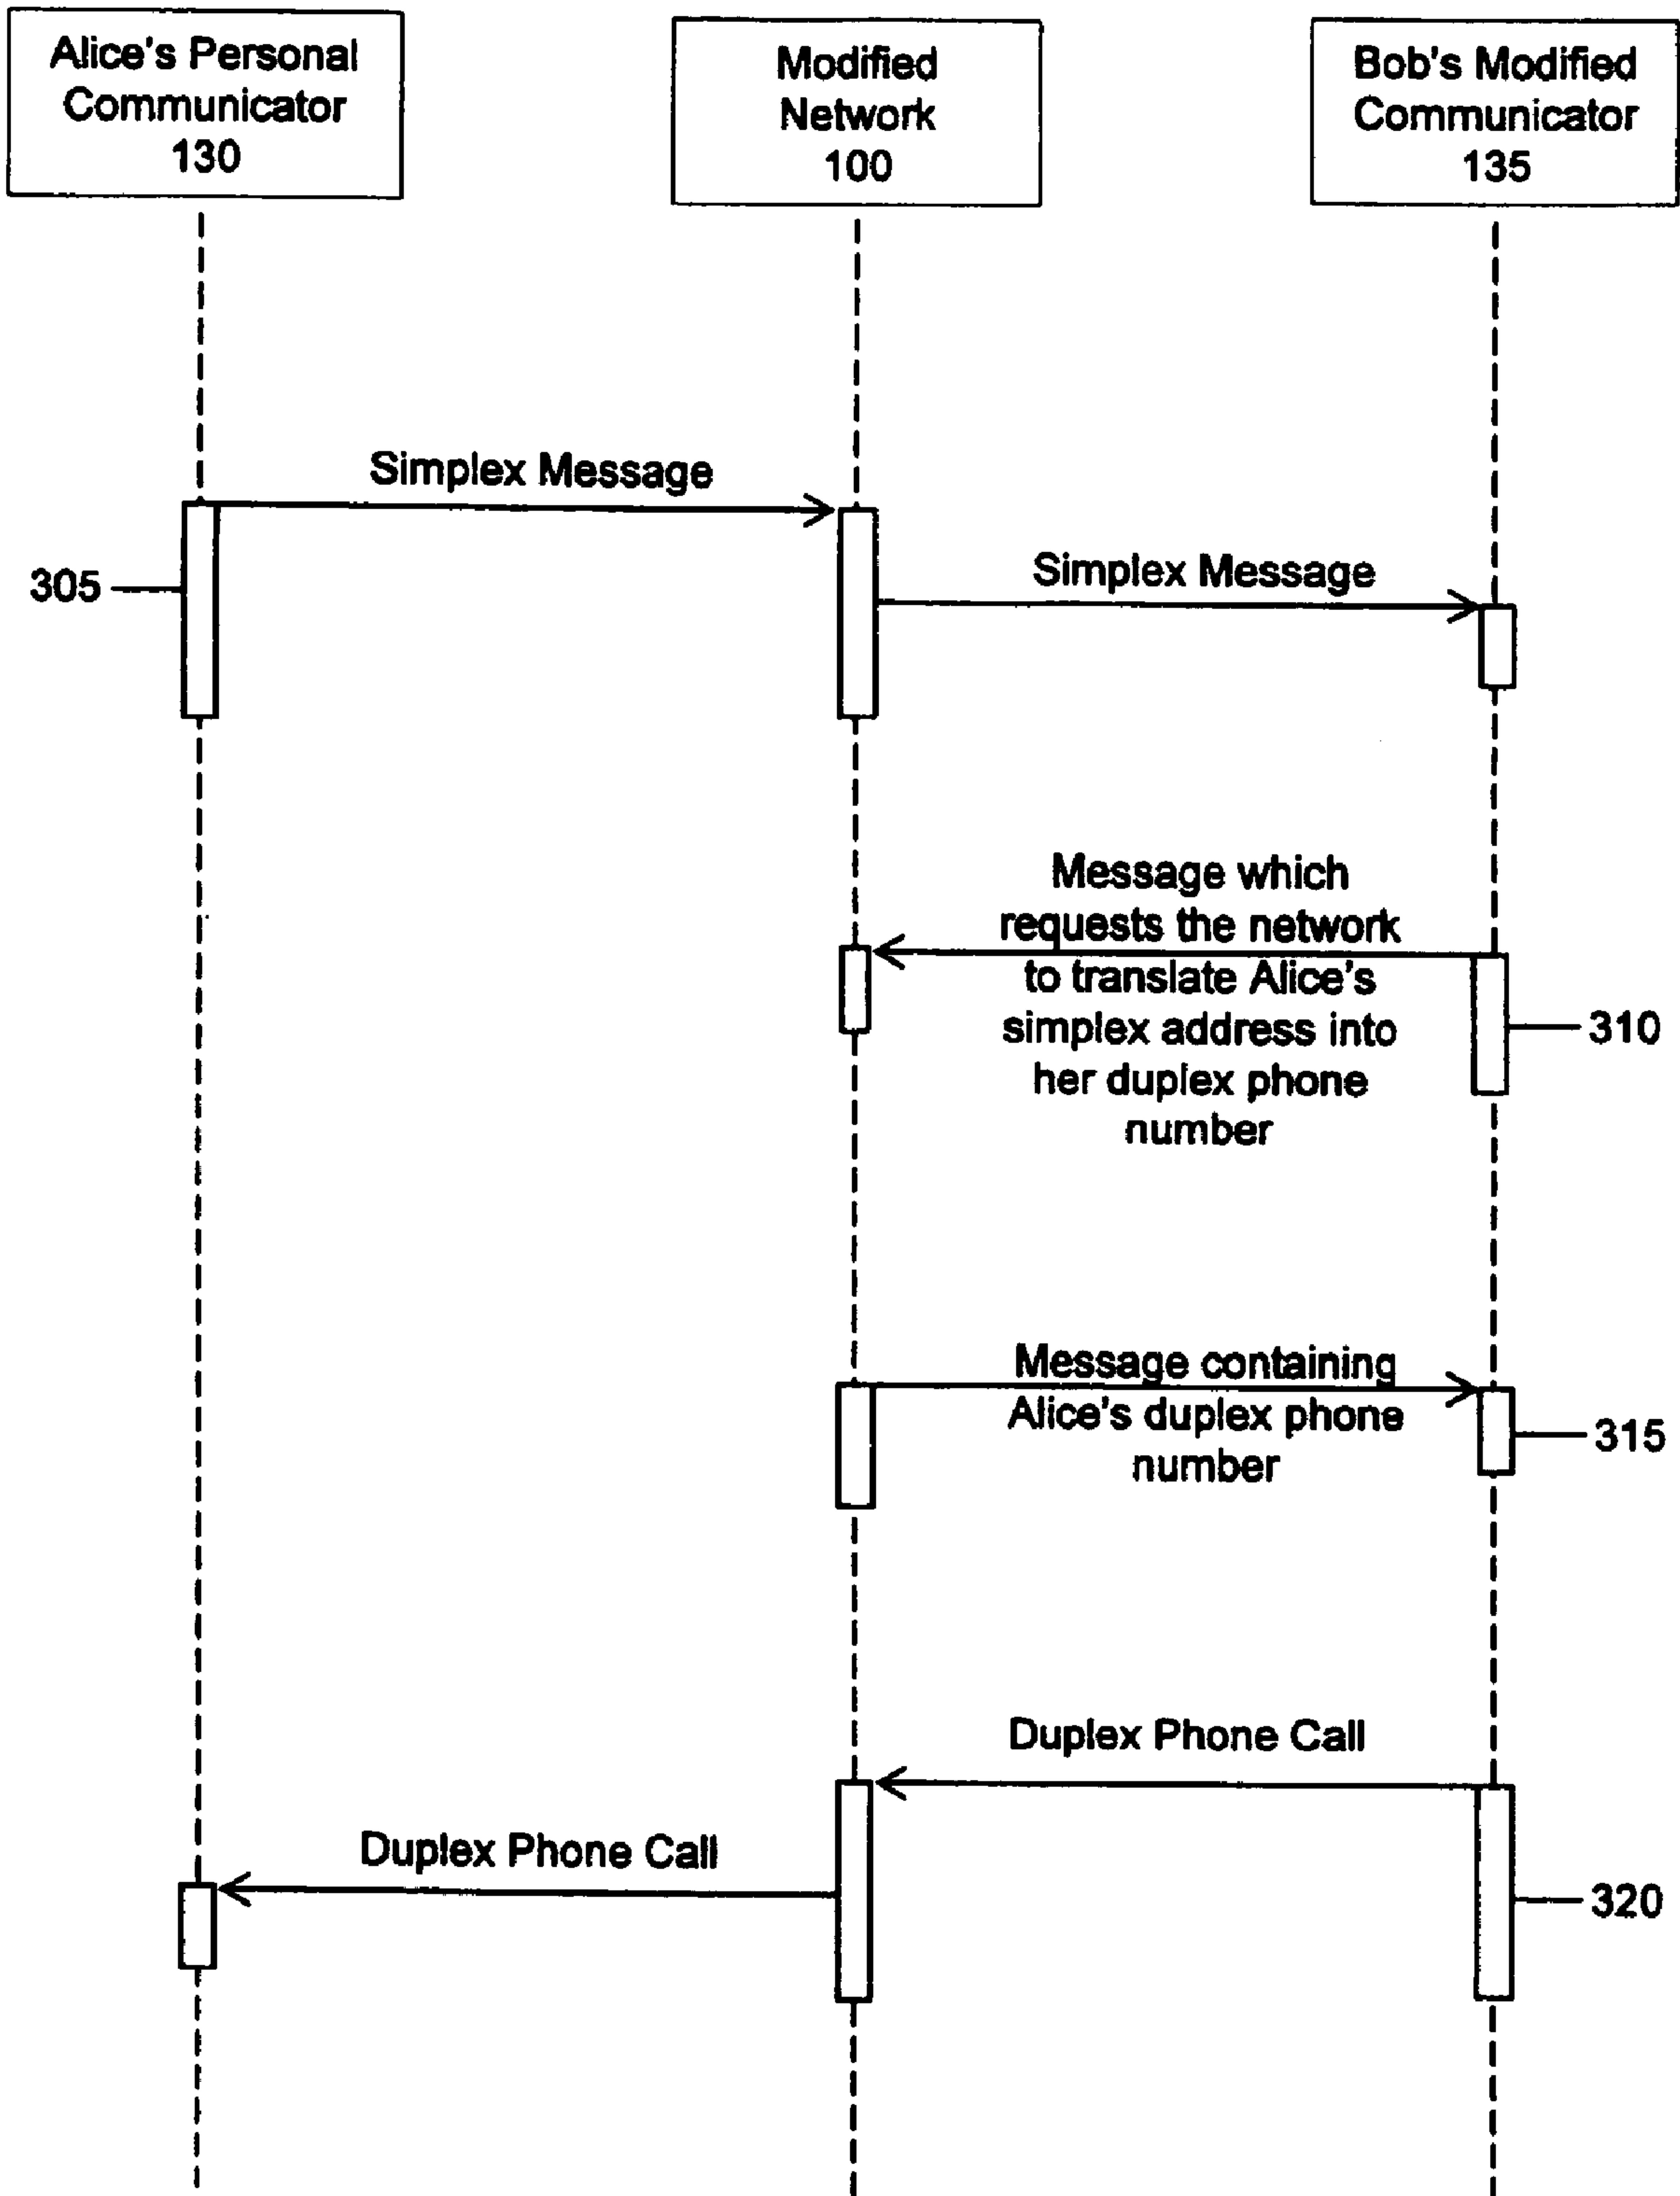 Alice's Personal
Communicator
130
Modified
Network
100
Bob's Modified
Communicator
135
Simplex Message
305
Simplex Message
Message which
requests the network
to translate Alice's
simplex address into
her duplex phone
number
310
Message containing
Alice's duplex phone
number
315
Duplex Phone Call
Duplex Phone Call
320